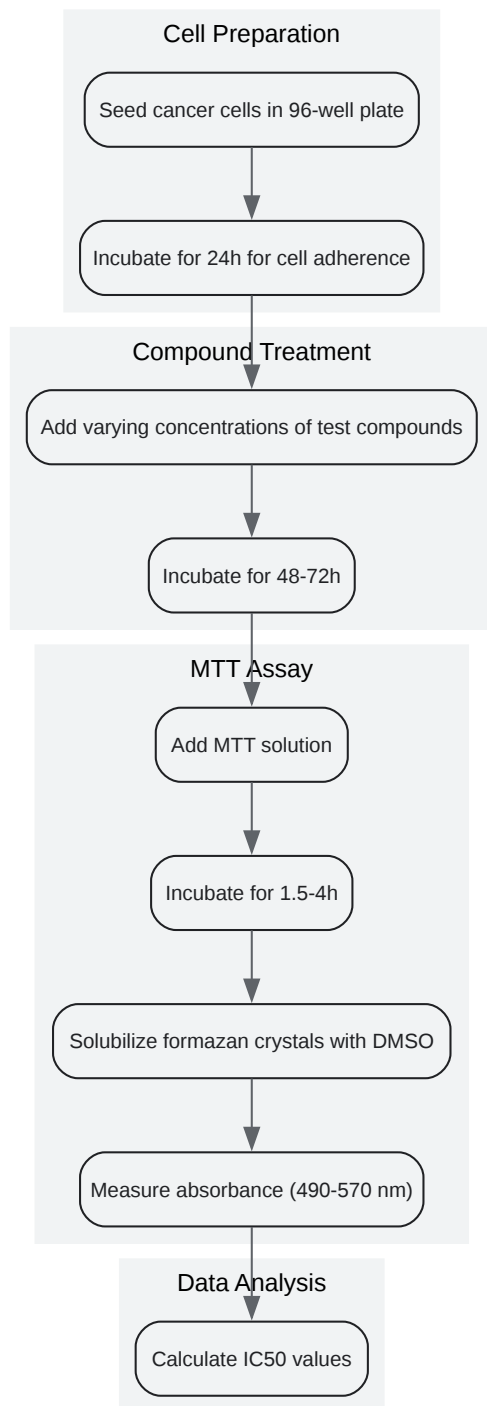 Cell Preparation
Seed cancer cells in 96-well plate
Incubate for 24h for cell adherence
Compound Treatment
Add varying concentrations of test compounds
Incubate for 48-72h
MTT Assay
Add MTT solution
Incubate for 1.5-4h
Solubilize formazan crystals with DMSO
Measure absorbance (490-570 nm)
Data Analysis
Calculate IC50 values